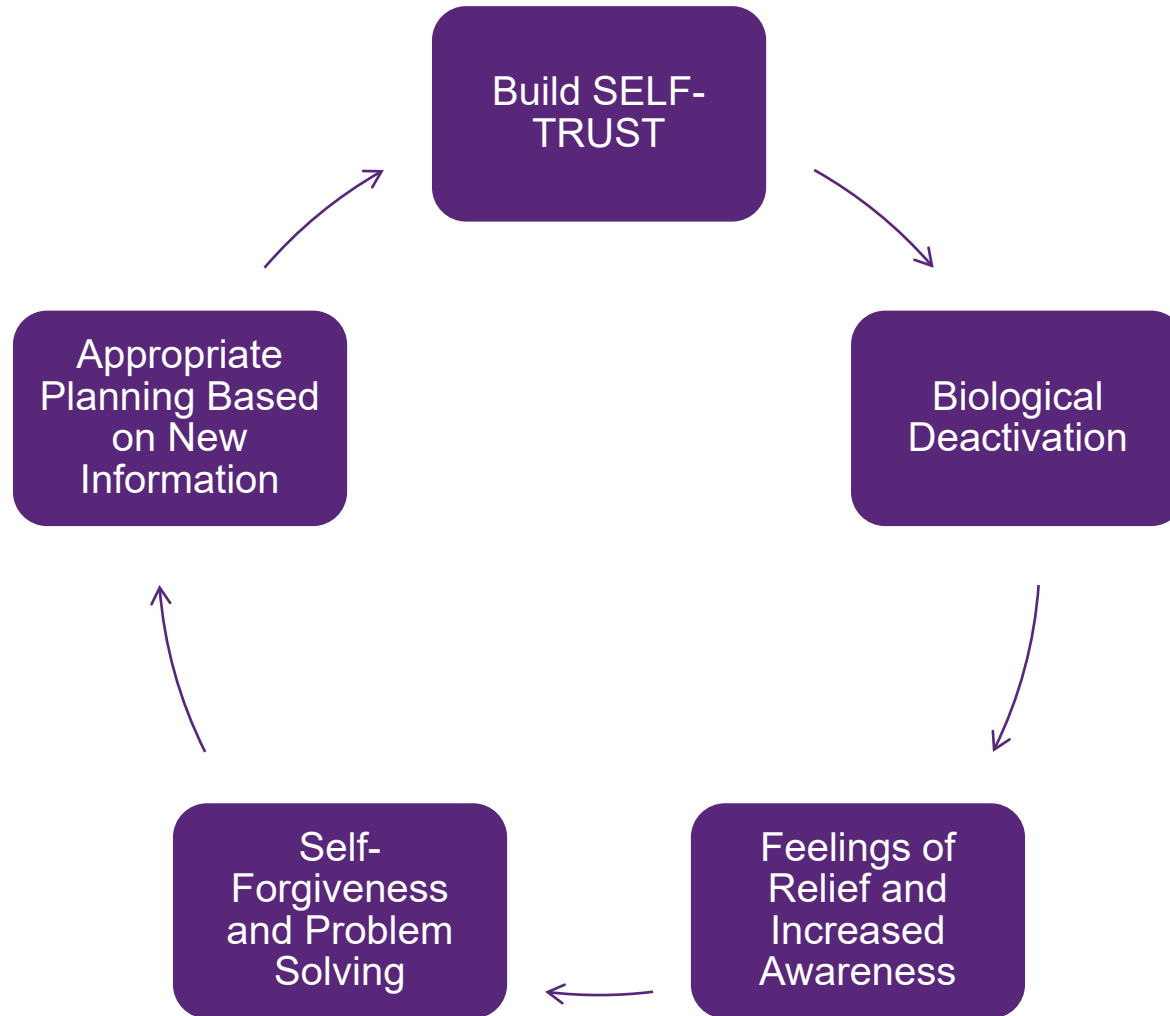 Build SELF-
TRUST
Biological
Deactivation
Feelings of
Relief and
Increased
Awareness
Self-
Forgiveness
and Problem
Solving
Appropriate
Planning Based
on New
Information